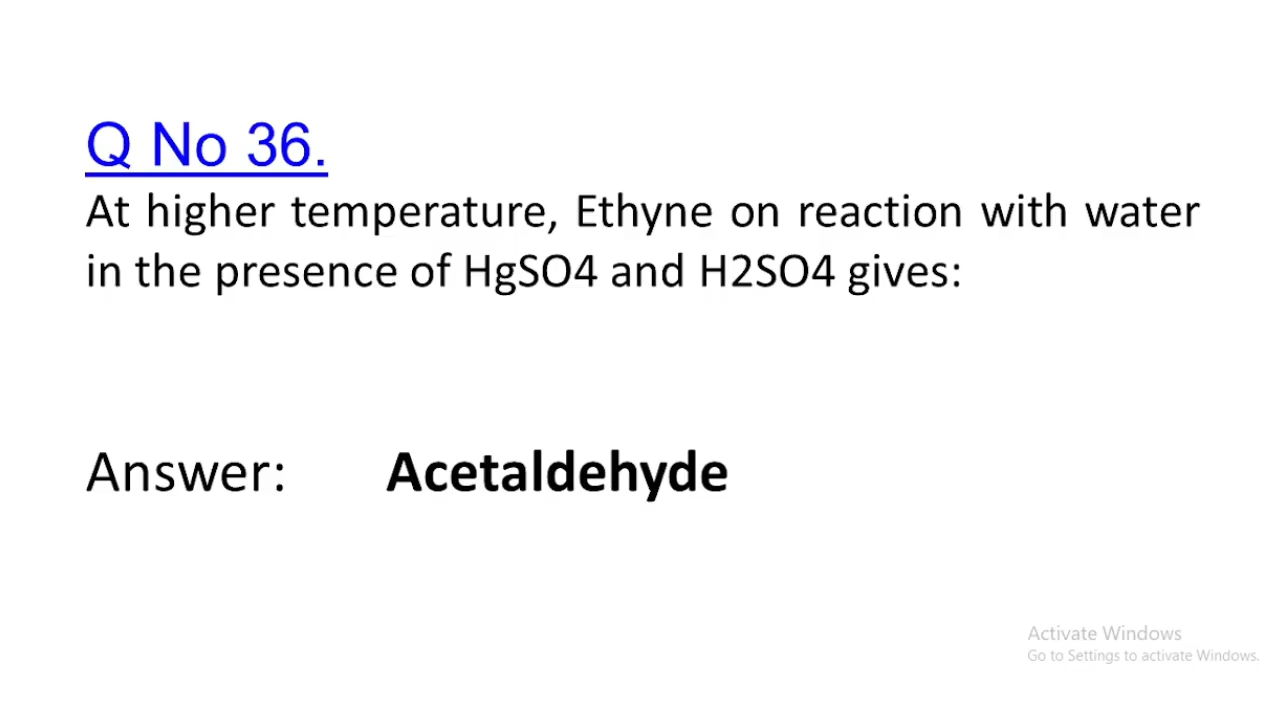 Q No 36.
At higher temperature, Ethyne on reaction with water
in the presence of HgSO4 and H2SO4 gives:
Answer: Acetaldehyde
Activate Windows
Go to Settings to activate Windows.